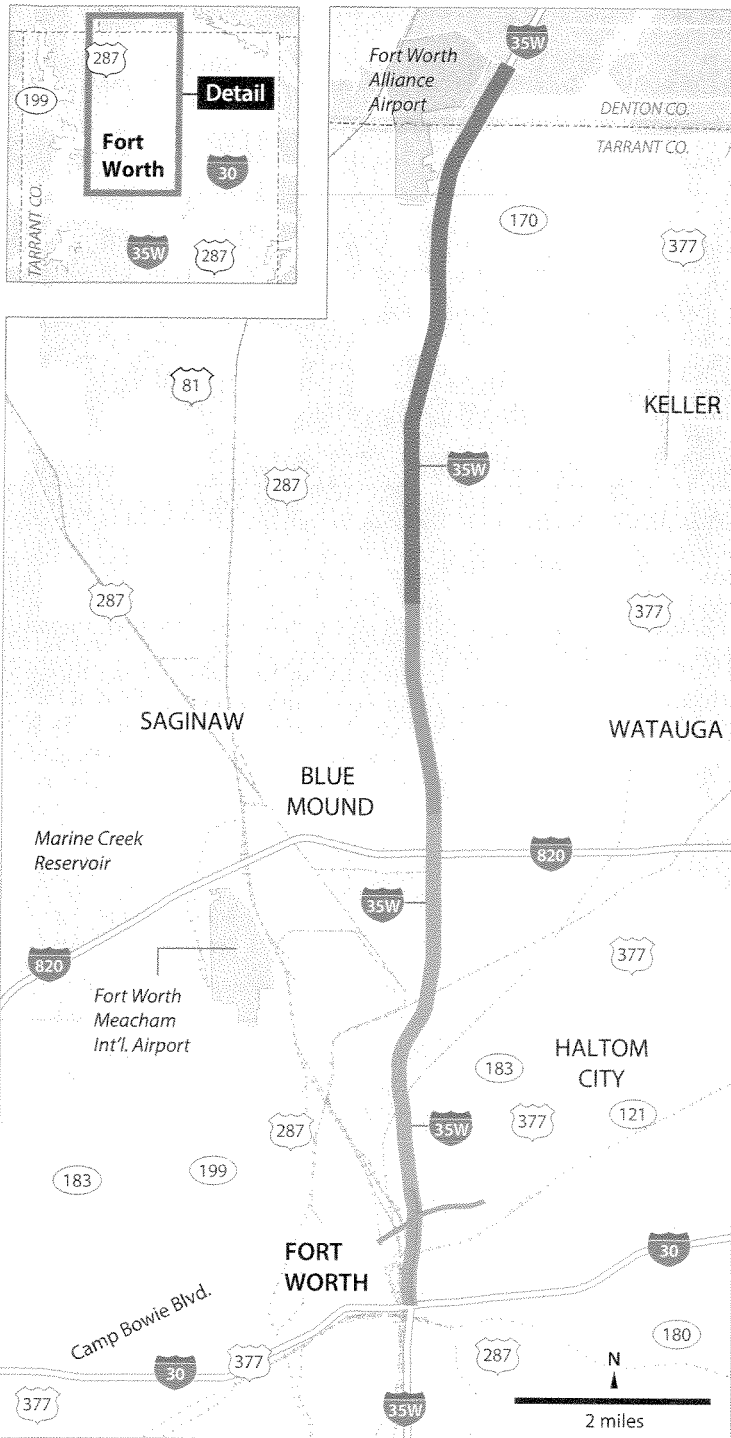 287
199
Detail
Fort
Worth
30
TARRANT CO.
35W
287
35W
Fort Worth
Alliance
Airport
DENTON CO.
TARRANT CO.
170
377
81
KELLER
35W
287
287
377
SAGINAW
WATAUGA
BLUE
MOUND
Marine Creek
Reservoir
820
35W
820
377
Fort Worth
Meacham
Int'l. Airport
HALTOM
CITY
183
35W
377
121
287
183
199
FORT
WORTH
30
Camp Bowie Blvd.
377
30
287
180
377
35W
N
2 miles